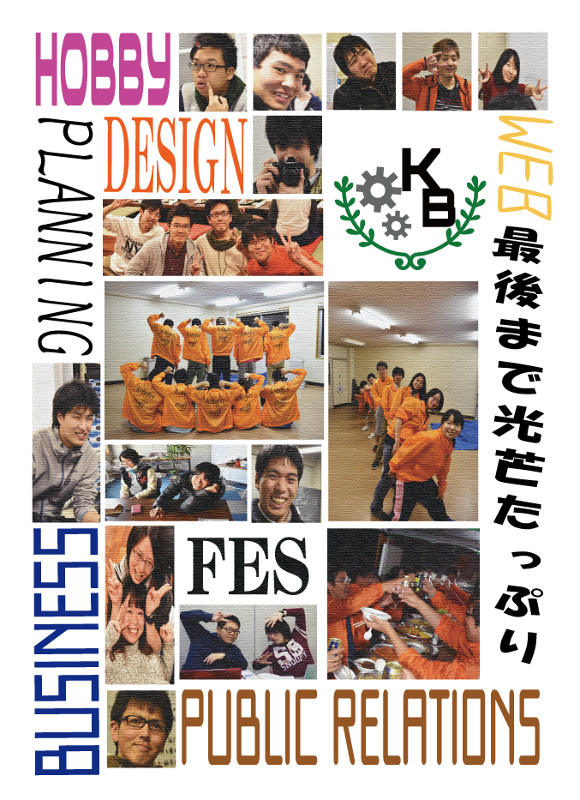 HOBBY
PLANNING
DESIGN
KB
WEB
最後まで光芒たっぷり
BUSINESS
FES
SNOOPY
PUBLIC RELATIONS